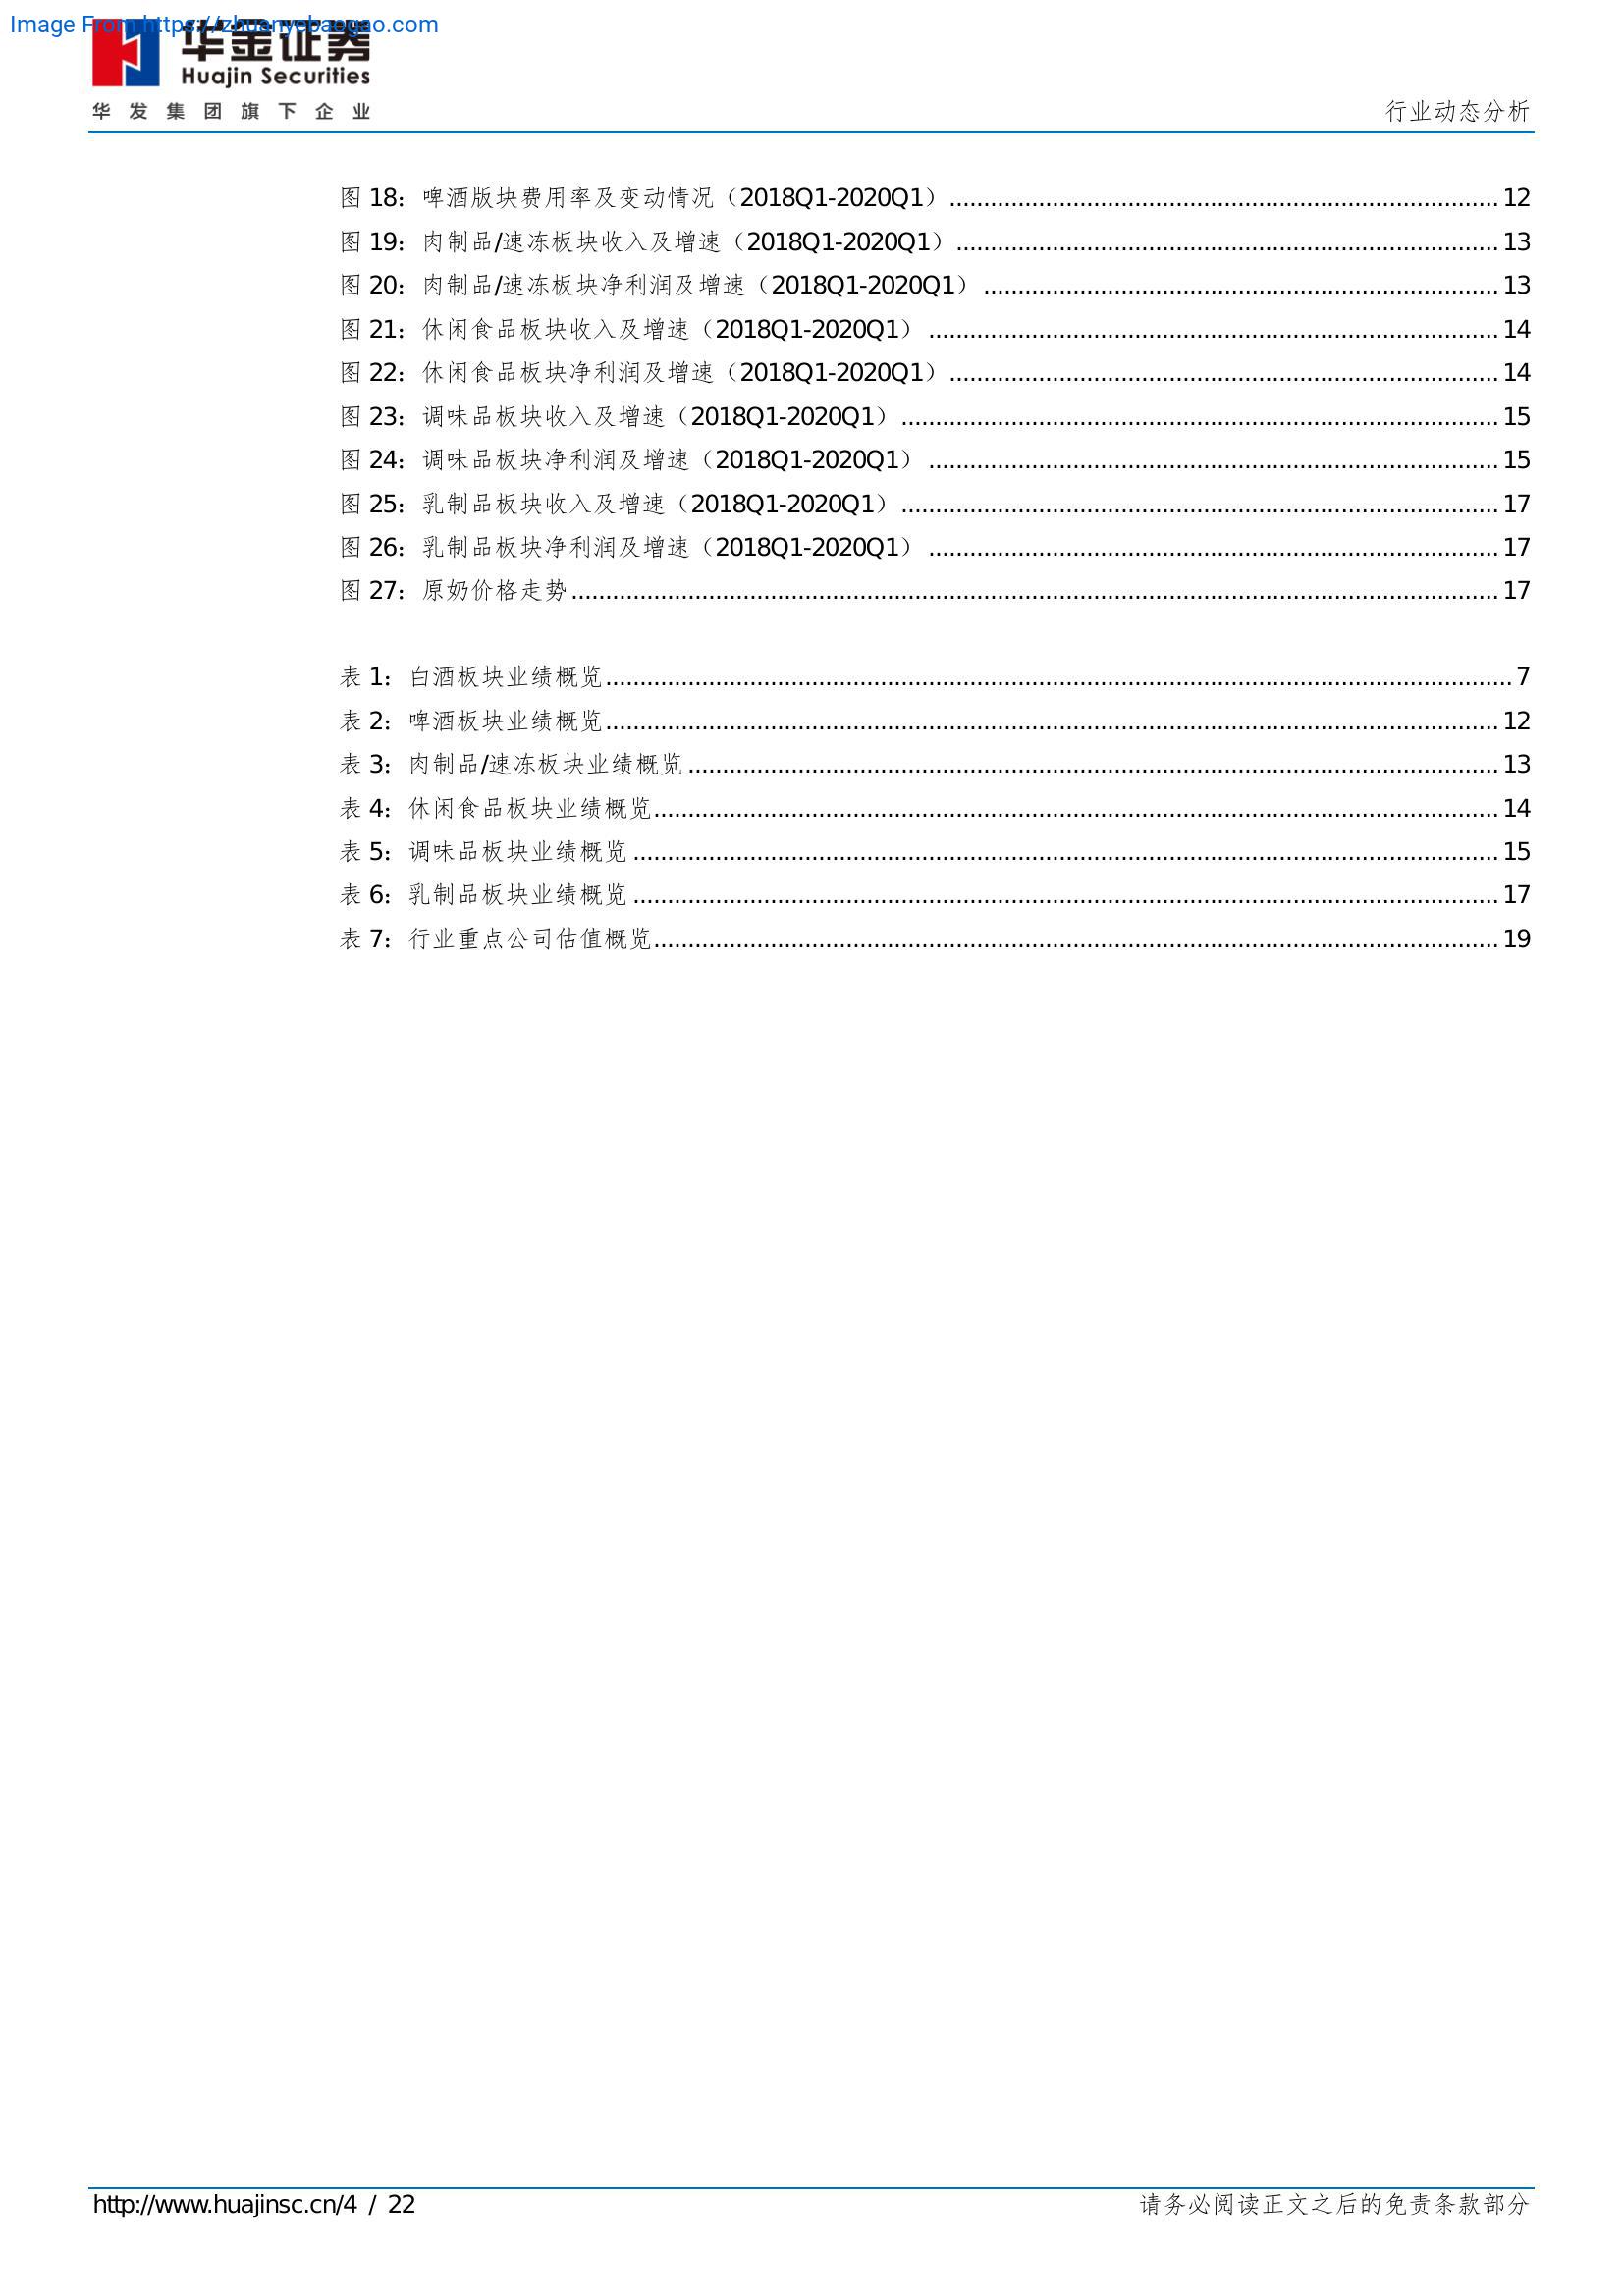 Image From https://zhuanyebaogao.com
华金证券
Huajin Securities
华发集团旗下企业
行业动态分析
图 18：啤酒版块费用率及变动情况（2018Q1-2020Q1）........................................ 12
图 19：肉制品/速冻板块收入及增速（2018Q1-2020Q1）........................................ 13
图 20：肉制品/速冻板块净利润及增速（2018Q1-2020Q1）........................................ 13
图 21：休闲食品板块收入及增速（2018Q1-2020Q1）........................................ 14
图 22：休闲食品板块净利润及增速（2018Q1-2020Q1）........................................ 14
图 23：调味品板块收入及增速（2018Q1-2020Q1）........................................ 15
图 24：调味品板块净利润及增速（2018Q1-2020Q1）........................................ 15
图 25：乳制品板块收入及增速（2018Q1-2020Q1）........................................ 17
图 26：乳制品板块净利润及增速（2018Q1-2020Q1）........................................ 17
图 27：原奶价格走势........................................ 17
表 1：白酒板块业绩概览........................................ 7
表 2：啤酒板块业绩概览........................................ 12
表 3：肉制品/速冻板块业绩概览........................................ 13
表 4：休闲食品板块业绩概览........................................ 14
表 5：调味品板块业绩概览........................................ 15
表 6：乳制品板块业绩概览........................................ 17
表 7：行业重点公司估值概览........................................ 19
http://www.huajinsc.cn/4 / 22
请务必阅读正文之后的免责条款部分